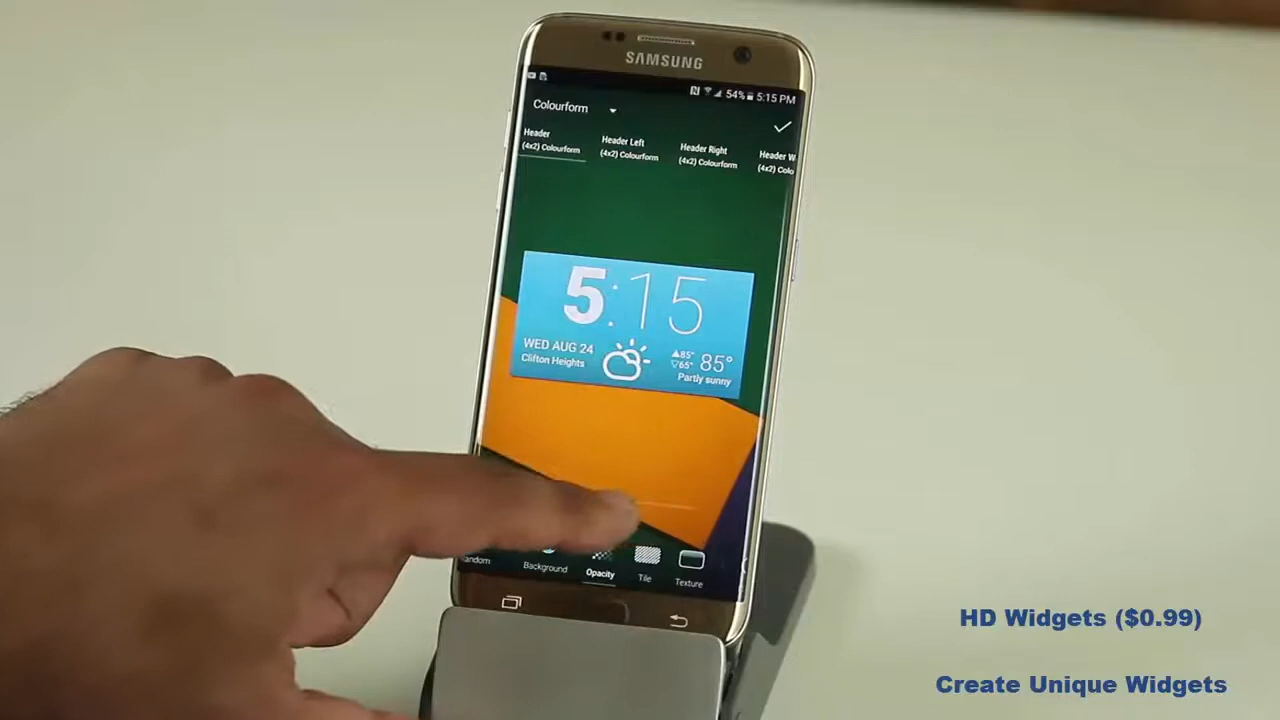 SAMSUNG
54% 5:15 PM
Colourform
Header
(4x2) Colourform
Header Left
(4x2) Colourform
Header Right
(4x2) Colourform
Header W
(4x2) Colo
5:15
WED AUG 24
Clifton Heights
85°
65°
85°
Partly sunny
andom
Background
Opacity
Tile
Texture
HD Widgets ($0.99)
Create Unique Widgets